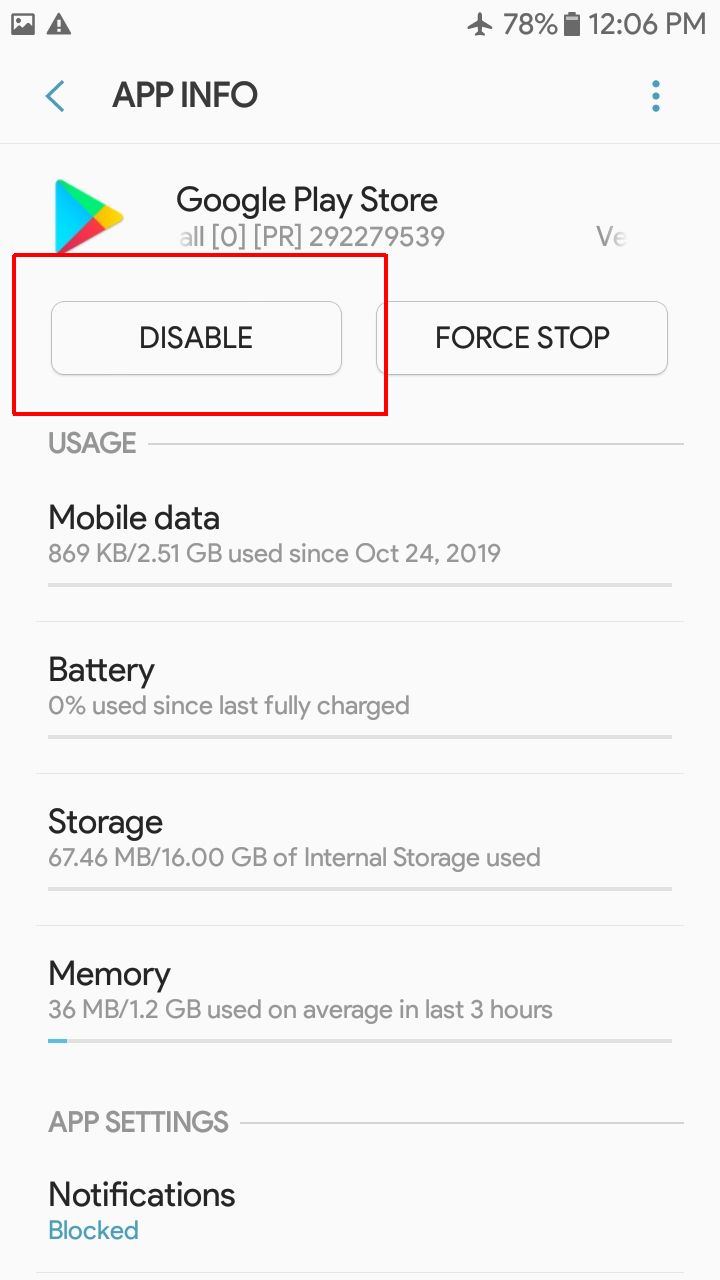 78% 12:06 PM
APP INFO
Google Play Store
all [0] [PR] 292279539 Ve
DISABLE FORCE STOP
USAGE
Mobile data
869 KB/2.51 GB used since Oct 24, 2019
Battery
0% used since last fully charged
Storage
67.46 MB/16.00 GB of Internal Storage used
Memory
36 MB/1.2 GB used on average in last 3 hours
APP SETTINGS
Notifications
Blocked